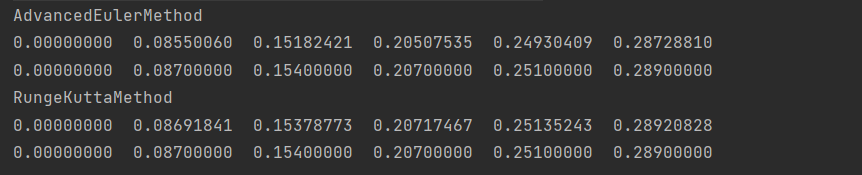 AdvancedEulerMethod
0.00000000 0.08550060 0.15182421 0.20507535 0.24930409 0.28728810
0.00000000 0.08700000 0.15400000 0.20700000 0.25100000 0.28900000
RungeKuttaMethod
0.00000000 0.08691841 0.15378773 0.20717467 0.25135243 0.28920828
0.00000000 0.08700000 0.15400000 0.20700000 0.25100000 0.28900000